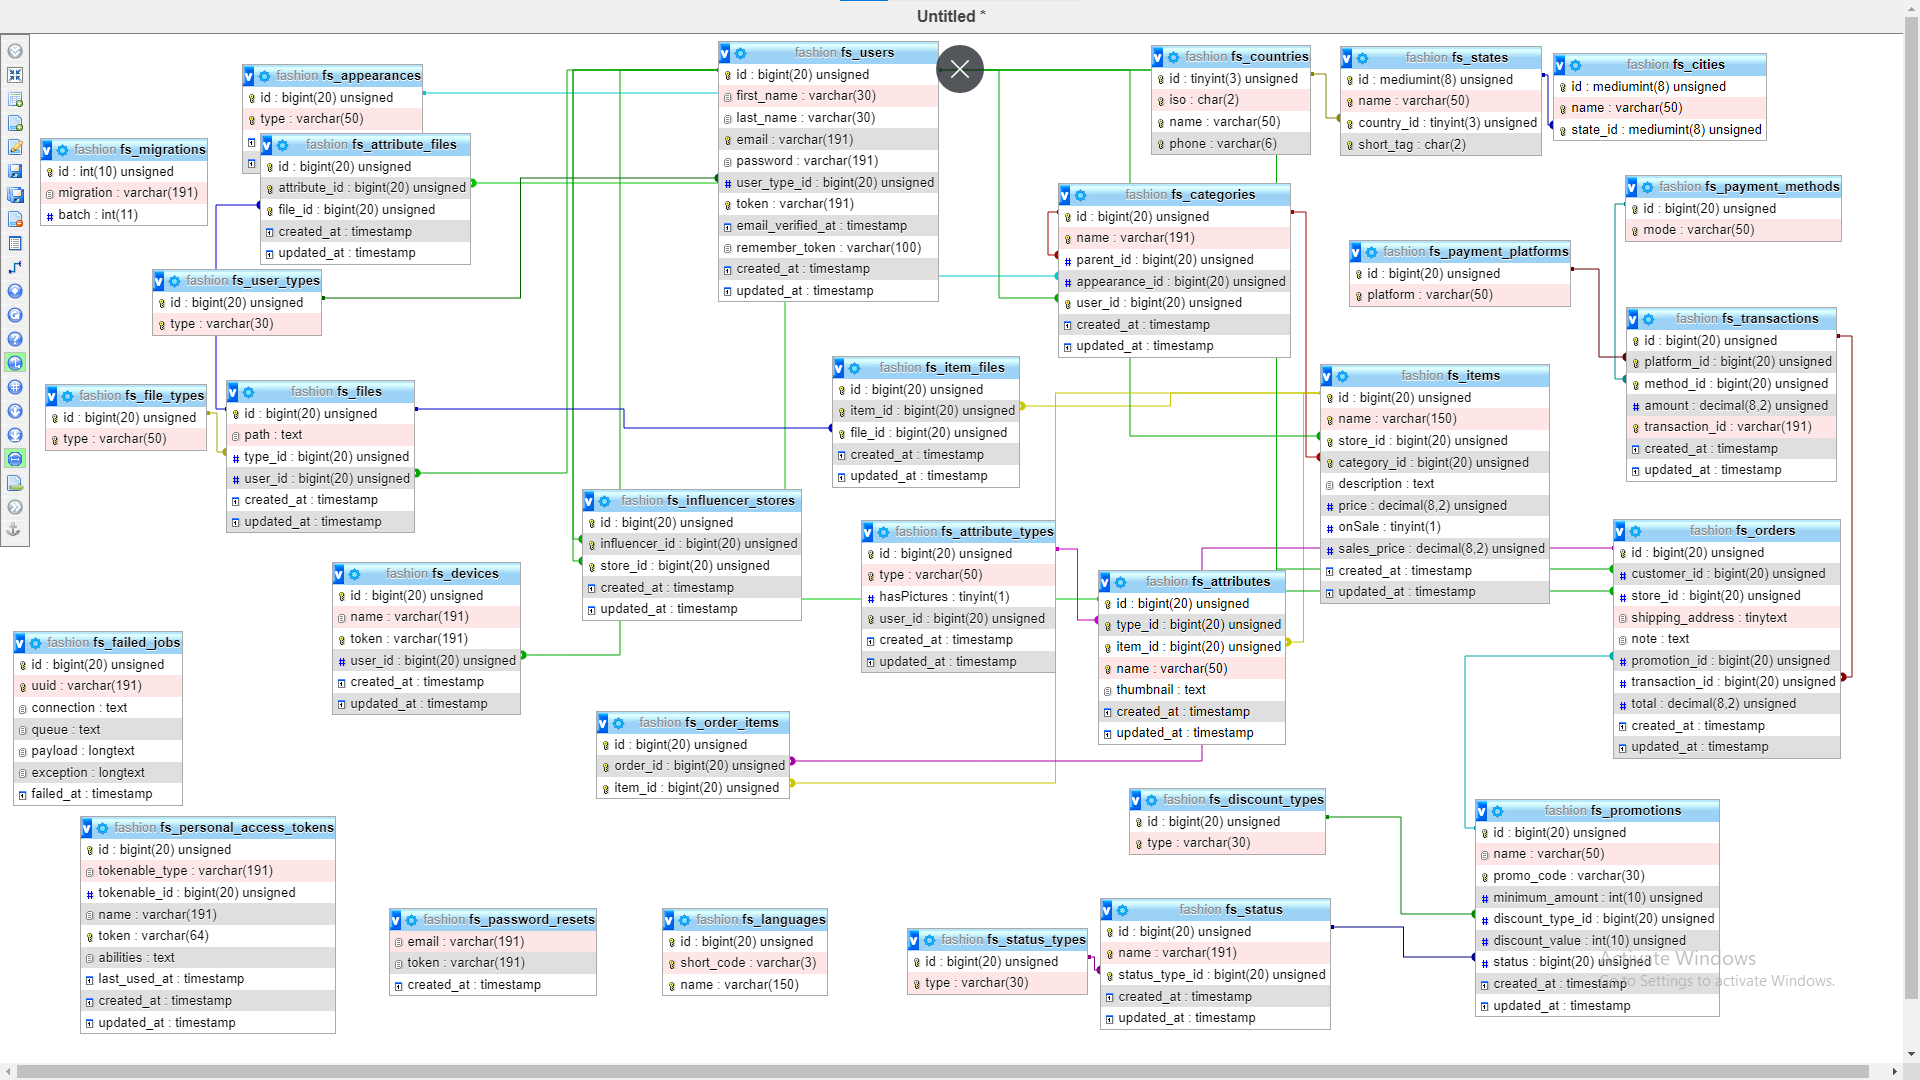 Untitled *
fashion fs_appearances
id : bigint(20) unsigned
type : varchar(50)
fashion fs_attribute_files
id : bigint(20) unsigned
attribute_id : bigint(20) unsigned
file_id : bigint(20) unsigned
created_at : timestamp
updated_at : timestamp
fashion fs_migrations
id : int(10) unsigned
migration : varchar(191)
batch : int(11)
fashion fs_user_types
id : bigint(20) unsigned
type : varchar(30)
fashion fs_file_types
id : bigint(20) unsigned
type : varchar(50)
fashion fs_files
id : bigint(20) unsigned
path : text
type_id : bigint(20) unsigned
user_id : bigint(20) unsigned
created_at : timestamp
updated_at : timestamp
fashion fs_users
id : bigint(20) unsigned
first_name : varchar(30)
last_name : varchar(30)
email : varchar(191)
password : varchar(191)
user_type_id : bigint(20) unsigned
token : varchar(191)
email_verified_at : timestamp
remember_token : varchar(100)
created_at : timestamp
updated_at : timestamp
fashion fs_countries
id : tinyint(3) unsigned
iso : char(2)
name : varchar(50)
phone : varchar(6)
fashion fs_states
id : mediumint(8) unsigned
name : varchar(50)
country_id : tinyint(3) unsigned
short_tag : char(2)
fashion fs_cities
id : mediumint(8) unsigned
name : varchar(50)
state_id : mediumint(8) unsigned
fashion fs_categories
id : bigint(20) unsigned
name : varchar(191)
parent_id : bigint(20) unsigned
appearance_id : bigint(20) unsigned
user_id : bigint(20) unsigned
created_at : timestamp
updated_at : timestamp
fashion fs_payment_methods
id : bigint(20) unsigned
mode : varchar(50)
fashion fs_payment_platforms
id : bigint(20) unsigned
platform : varchar(50)
fashion fs_transactions
id : bigint(20) unsigned
platform_id : bigint(20) unsigned
method_id : bigint(20) unsigned
amount : decimal(8,2) unsigned
transaction_id : varchar(191)
created_at : timestamp
updated_at : timestamp
fashion fs_item_files
id : bigint(20) unsigned
item_id : bigint(20) unsigned
file_id : bigint(20) unsigned
created_at : timestamp
updated_at : timestamp
fashion fs_items
id : bigint(20) unsigned
name : varchar(150)
store_id : bigint(20) unsigned
category_id : bigint(20) unsigned
description : text
price : decimal(8,2) unsigned
onSale : tinyint(1)
sales_price : decimal(8,2) unsigned
created_at : timestamp
updated_at : timestamp
fashion fs_influencer_stores
id : bigint(20) unsigned
influencer_id : bigint(20) unsigned
store_id : bigint(20) unsigned
created_at : timestamp
updated_at : timestamp
fashion fs_attribute_types
id : bigint(20) unsigned
type : varchar(50)
hasPictures : tinyint(1)
user_id : bigint(20) unsigned
created_at : timestamp
updated_at : timestamp
fashion fs_attributes
id : bigint(20) unsigned
type_id : bigint(20) unsigned
item_id : bigint(20) unsigned
name : varchar(50)
thumbnail : text
created_at : timestamp
updated_at : timestamp
fashion fs_orders
id : bigint(20) unsigned
customer_id : bigint(20) unsigned
store_id : bigint(20) unsigned
shipping_address : tinytext
note : text
promotion_id : bigint(20) unsigned
transaction_id : bigint(20) unsigned
total : decimal(8,2) unsigned
created_at : timestamp
updated_at : timestamp
fashion fs_devices
id : bigint(20) unsigned
name : varchar(191)
token : varchar(191)
user_id : bigint(20) unsigned
created_at : timestamp
updated_at : timestamp
fashion fs_failed_jobs
id : bigint(20) unsigned
uuid : varchar(191)
connection : text
queue : text
payload : longtext
exception : longtext
failed_at : timestamp
fashion fs_order_items
id : bigint(20) unsigned
order_id : bigint(20) unsigned
item_id : bigint(20) unsigned
fashion fs_discount_types
id : bigint(20) unsigned
type : varchar(30)
fashion fs_promotions
id : bigint(20) unsigned
name : varchar(50)
promo_code : varchar(30)
minimum_amount : int(10) unsigned
discount_type_id : bigint(20) unsigned
discount_value : int(10) unsigned
status : bigint(20) unsigned
created_at : timestamp
updated_at : timestamp
fashion fs_personal_access_tokens
id : bigint(20) unsigned
tokenable_type : varchar(191)
tokenable_id : bigint(20) unsigned
name : varchar(191)
token : varchar(64)
abilities : text
last_used_at : timestamp
created_at : timestamp
updated_at : timestamp
fashion fs_password_resets
email : varchar(191)
token : varchar(191)
created_at : timestamp
fashion fs_languages
id : bigint(20) unsigned
short_code : varchar(3)
name : varchar(150)
fashion fs_status_types
id : bigint(20) unsigned
type : varchar(30)
fashion fs_status
id : bigint(20) unsigned
name : varchar(191)
status_type_id : bigint(20) unsigned
created_at : timestamp
updated_at : timestamp
Activate Windows
Go to Settings to activate Windows.